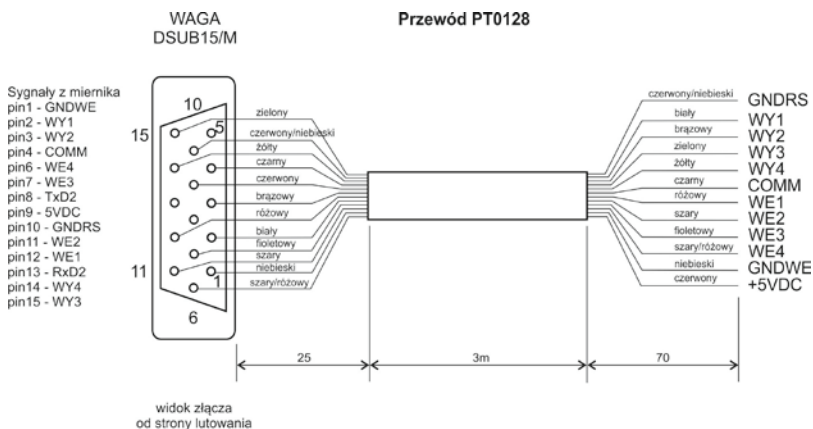 WAGA
DSUB15/M
Przewód PT0128
Sygnały z miernika
pin1 - GNDWE
pin2 - WY1
pin3 - WY2
pin4 - COMM
pin6 - WE4
pin7 - WE3
pin8 - TxD2
pin9 - 5VDC
pin10 - GNDRS
pin11 - WE2
pin12 - WE1
pin13 - RxD2
pin14 - WY4
pin15 - WY3
10
15
5
11
1
6
zielony
czerwony/niebieski
żółty
czarny
czerwony
brązowy
różowy
biały
fioletowy
szary
niebieski
szary/różowy
czerwony/niebieski GNDRS
biały WY1
brązowy WY2
zielony WY3
żółty WY4
czarny COMM
różowy WE1
szary WE2
fioletowy WE3
szary/różowy WE4
niebieski GNDWE
czerwony +5VDC
25 3m 70
widok złącza
od strony lutowania